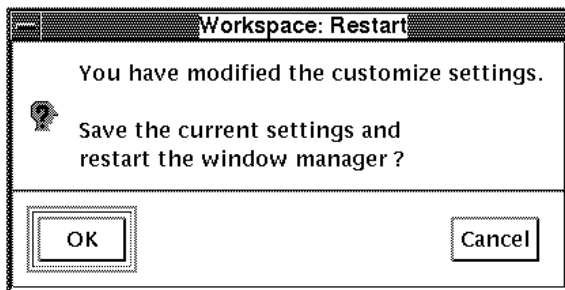 Workspace: Restart
You have modified the customize settings.
Save the current settings and
restart the window manager ?
OK
Cancel